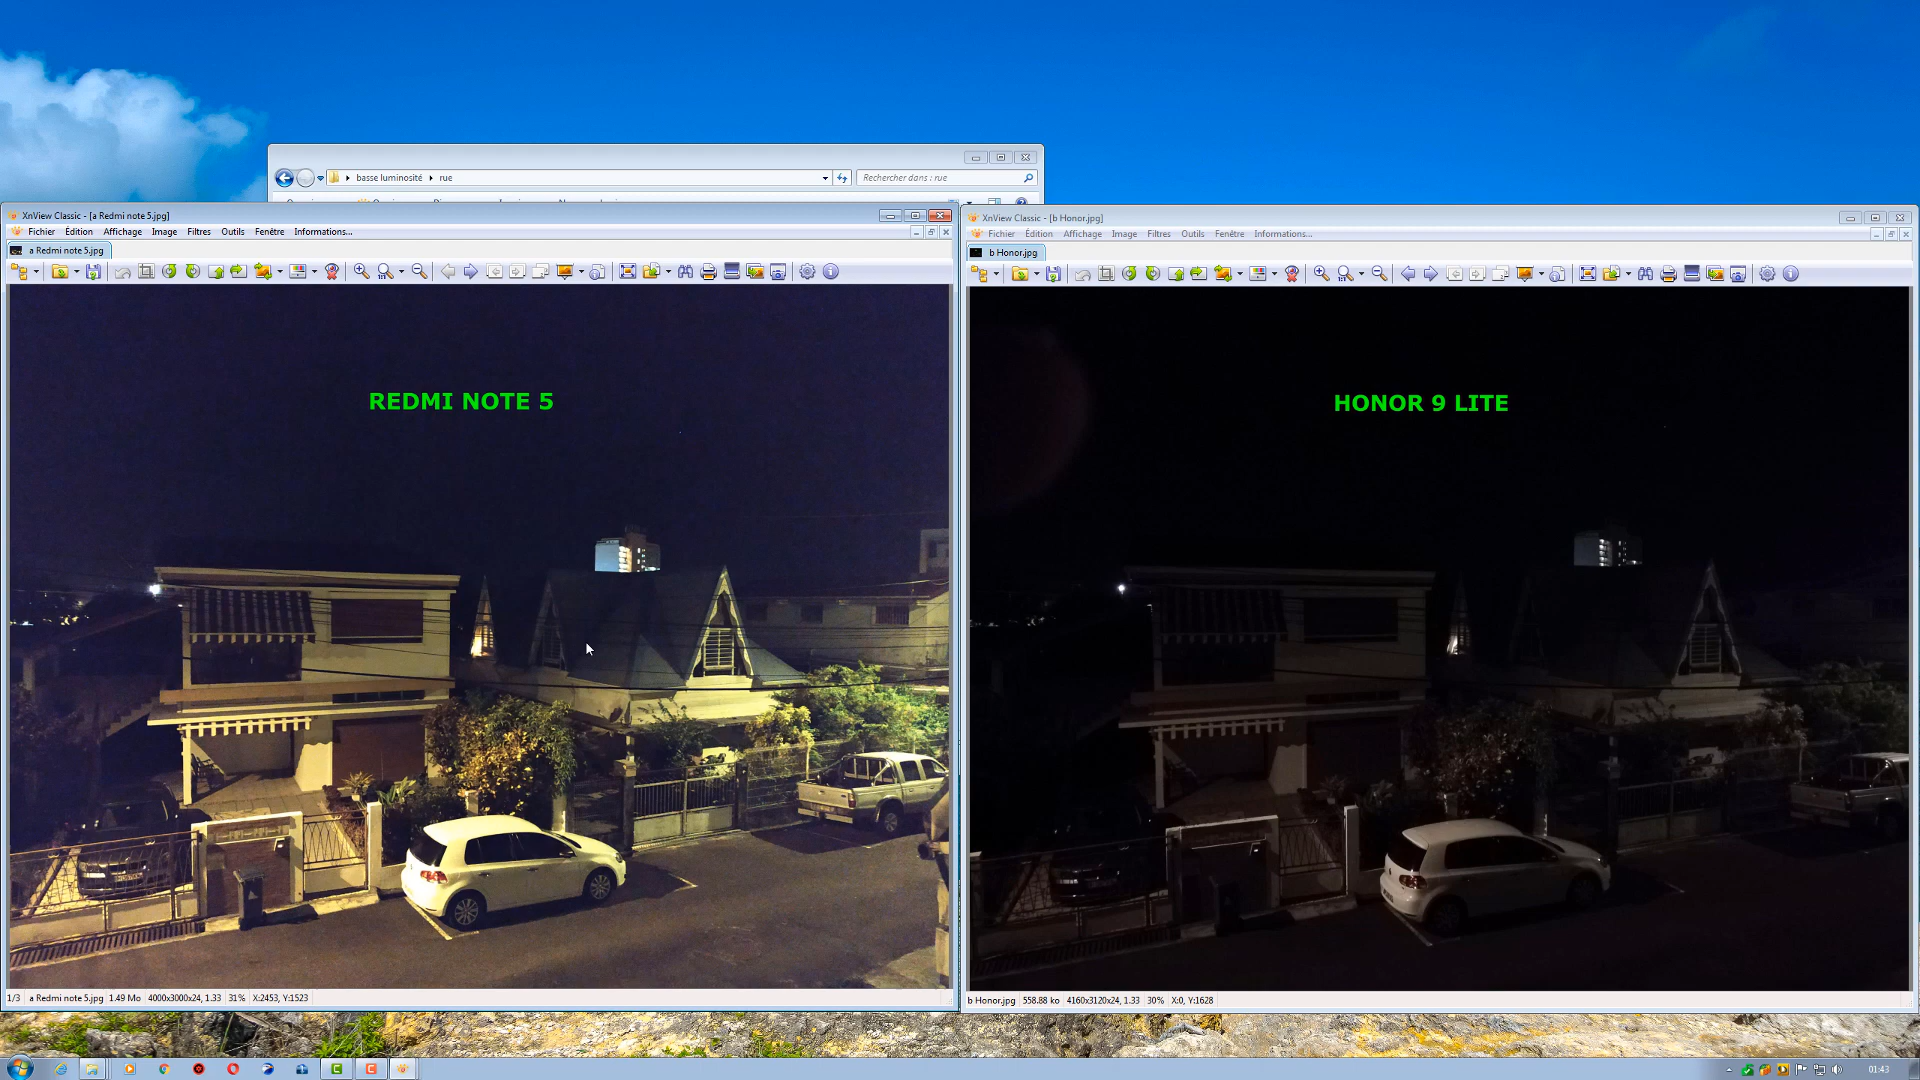 basse luminosité rue
Rechercher dans : rue
XnView Classic - [a Redmi note 5.jpg]
Fichier Édition Affichage Image Filtres Outils Fenêtre Informations...
a Redmi note 5.jpg
REDMI NOTE 5
1/3 a Redmi note 5.jpg 1.49 Mo 4000x3000x24, 1.33 31% X:2453, Y:1523
XnView Classic - [b Honor.jpg]
Fichier Édition Affichage Image Filtres Outils Fenêtre Informations...
b Honor.jpg
HONOR 9 LITE
b Honor.jpg 558.88 ko 4160x3120x24, 1.33 30% X:0, Y:1628
01:43